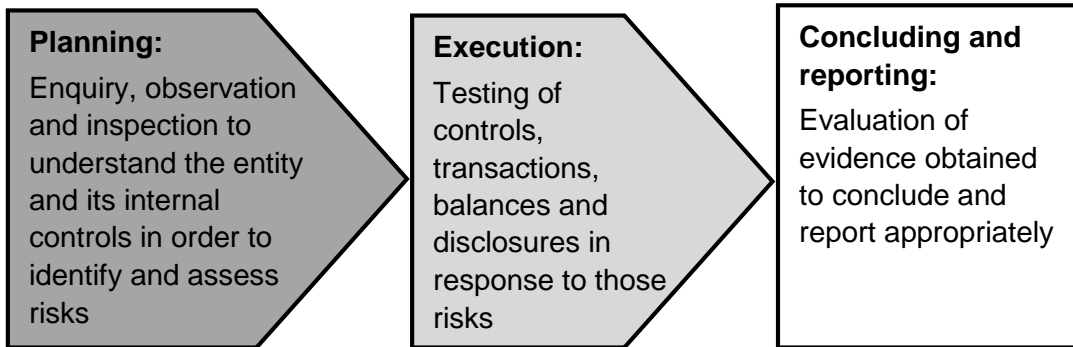 Planning:
Enquiry, observation
and inspection to
understand the entity
and its internal
controls in order to
identify and assess
risks
Execution:
Testing of
controls,
transactions,
balances and
disclosures in
response to those
risks
Concluding and
reporting:
Evaluation of
evidence obtained
to conclude and
report appropriately